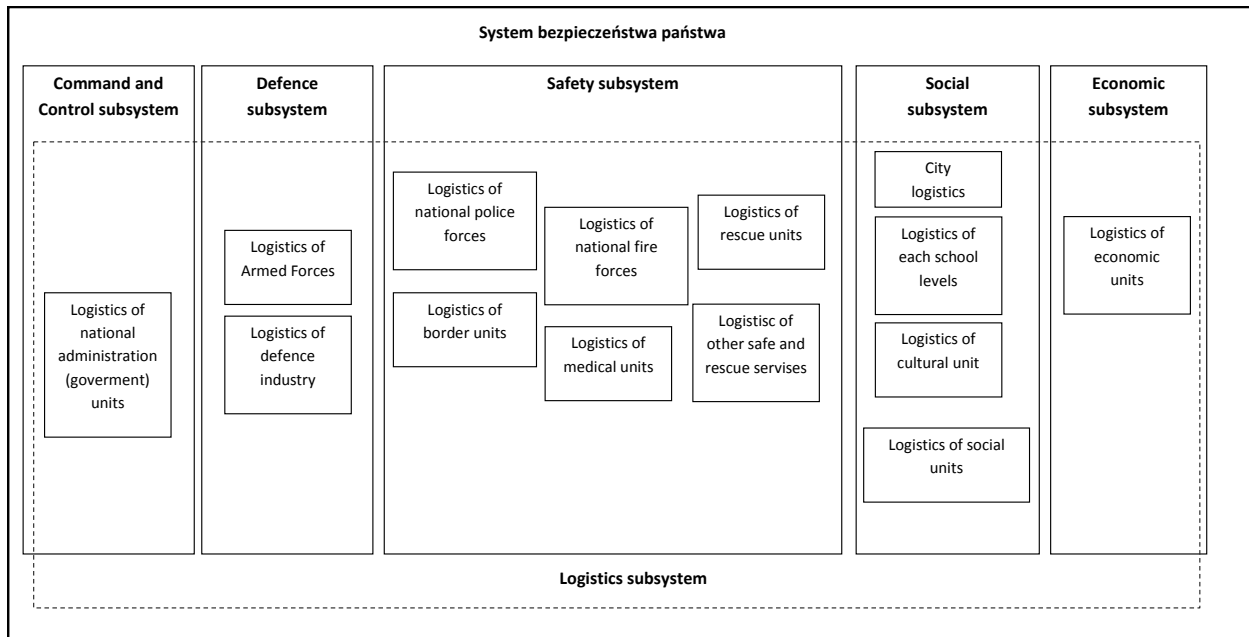 System bezpieczeństwa państwa
Command and
Control subsystem
Defence
subsystem
Safety subsystem
Social
subsystem
Economic
subsystem
Logistics of
national
administration
(goverment)
units
Logistics of
Armed Forces
Logistics of
defence
industry
Logistics of
national police
forces
Logistics of
border units
Logistics of
national fire
forces
Logistics of
medical units
Logistics of
rescue units
Logistisc of
other safe and
rescue servises
City
logistics
Logistics of
each school
levels
Logistics of
cultural unit
Logistics of social
units
Logistics of
economic
units
Logistics subsystem